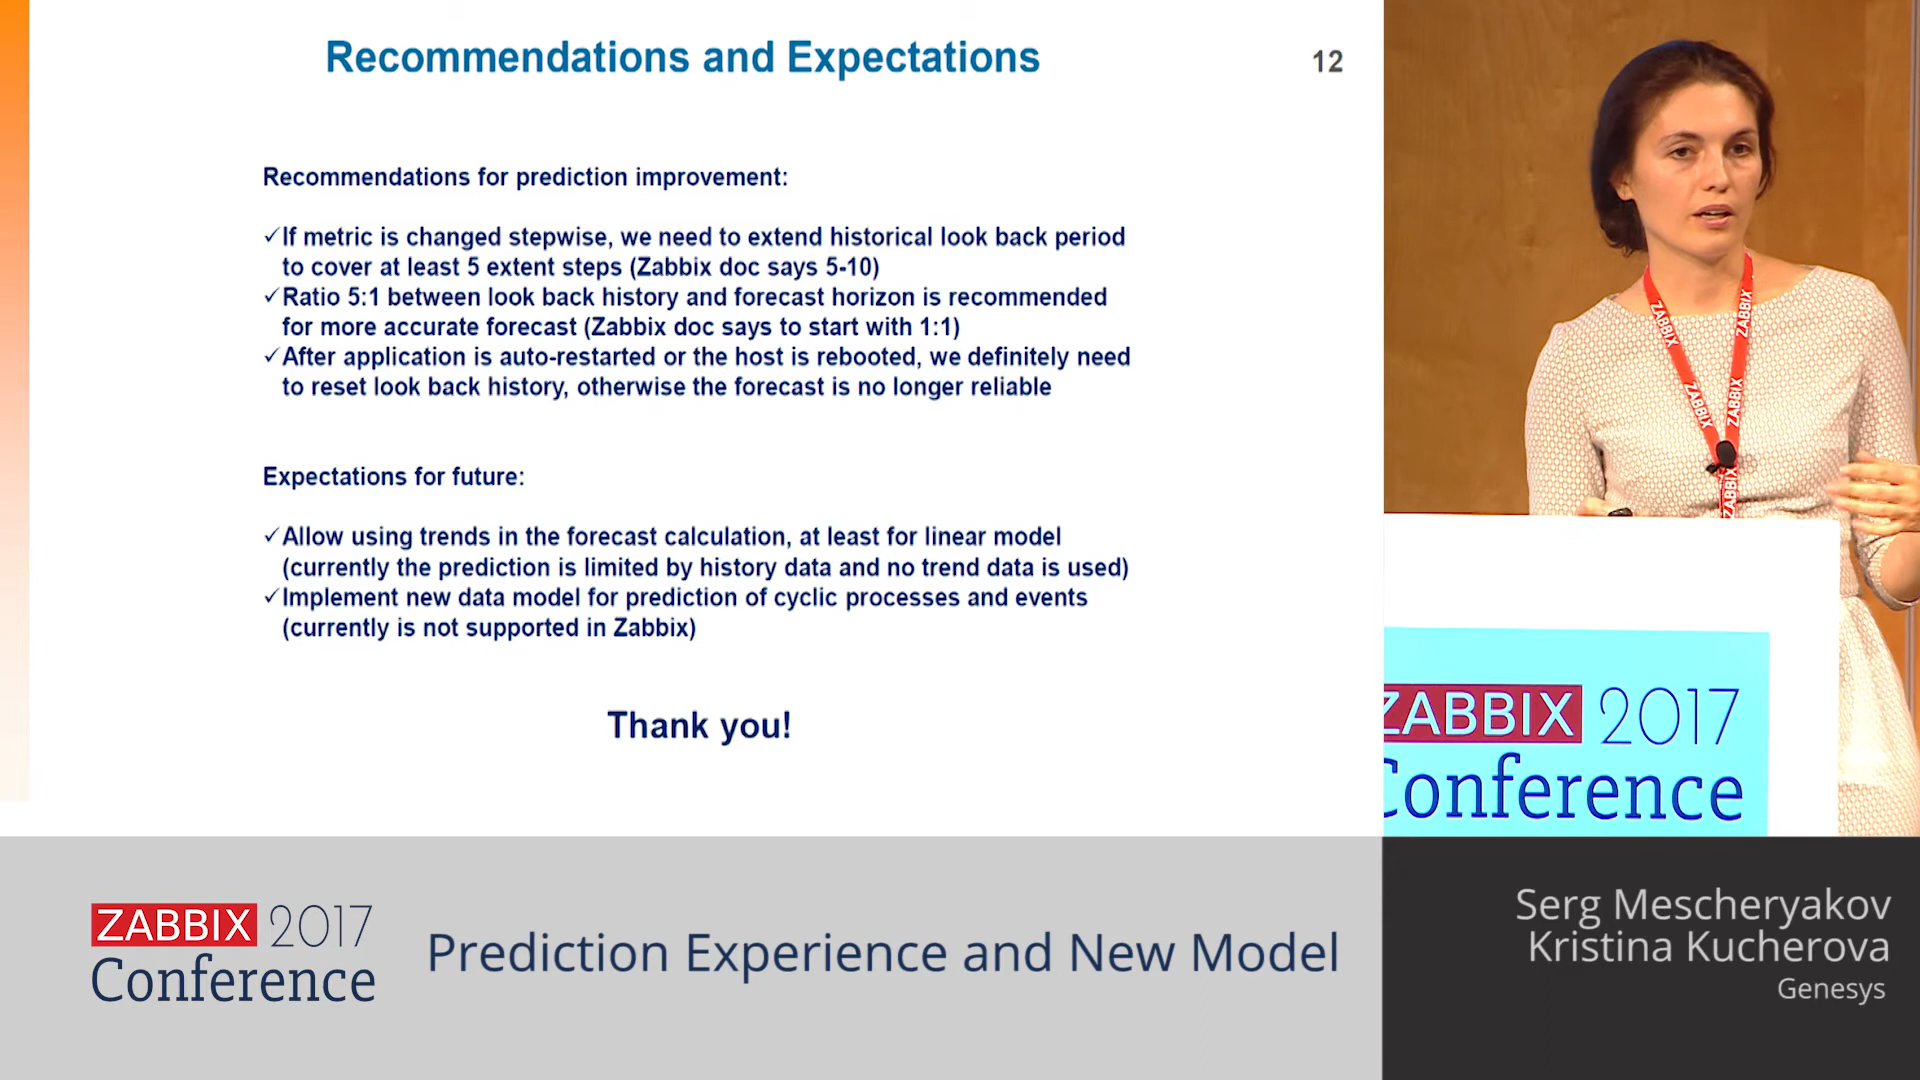 Recommendations and Expectations
12
Recommendations for prediction improvement:
✓If metric is changed stepwise, we need to extend historical look back period
to cover at least 5 extent steps (Zabbix doc says 5-10)
✓Ratio 5:1 between look back history and forecast horizon is recommended
for more accurate forecast (Zabbix doc says to start with 1:1)
✓After application is auto-restarted or the host is rebooted, we definitely need
to reset look back history, otherwise the forecast is no longer reliable
Expectations for future:
✓Allow using trends in the forecast calculation, at least for linear model
(currently the prediction is limited by history data and no trend data is used)
✓Implement new data model for prediction of cyclic processes and events
(currently is not supported in Zabbix)
Thank you!
ZABBIX
ZABBIX
ZABBIX
ZABBIX
ZABBIX
ZABBIX 2017
Conference
ZABBIX 2017
Conference
Prediction Experience and New Model
Serg Mescheryakov
Kristina Kucherova
Genesys